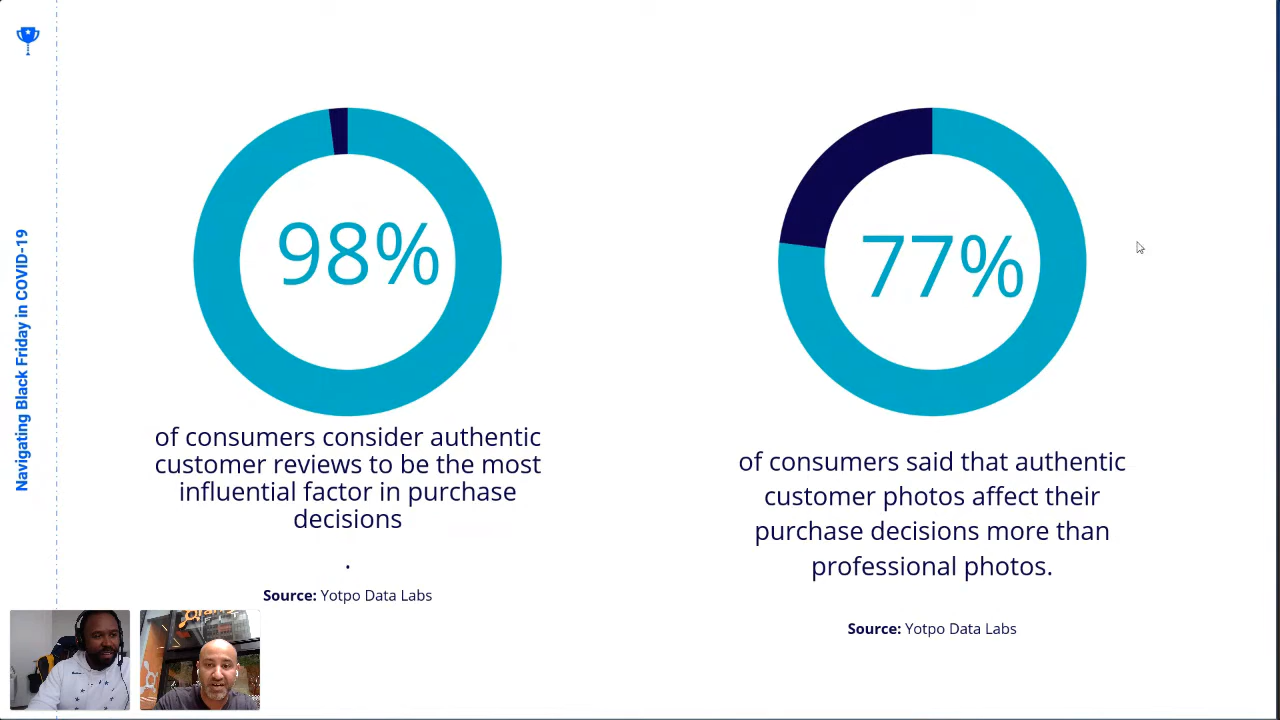 Navigating Black Friday in COVID-19
98%
of consumers consider authentic
customer reviews to be the most
influential factor in purchase
decisions
.
Source: Yotpo Data Labs
77%
of consumers said that authentic
customer photos affect their
purchase decisions more than
professional photos.
Source: Yotpo Data Labs